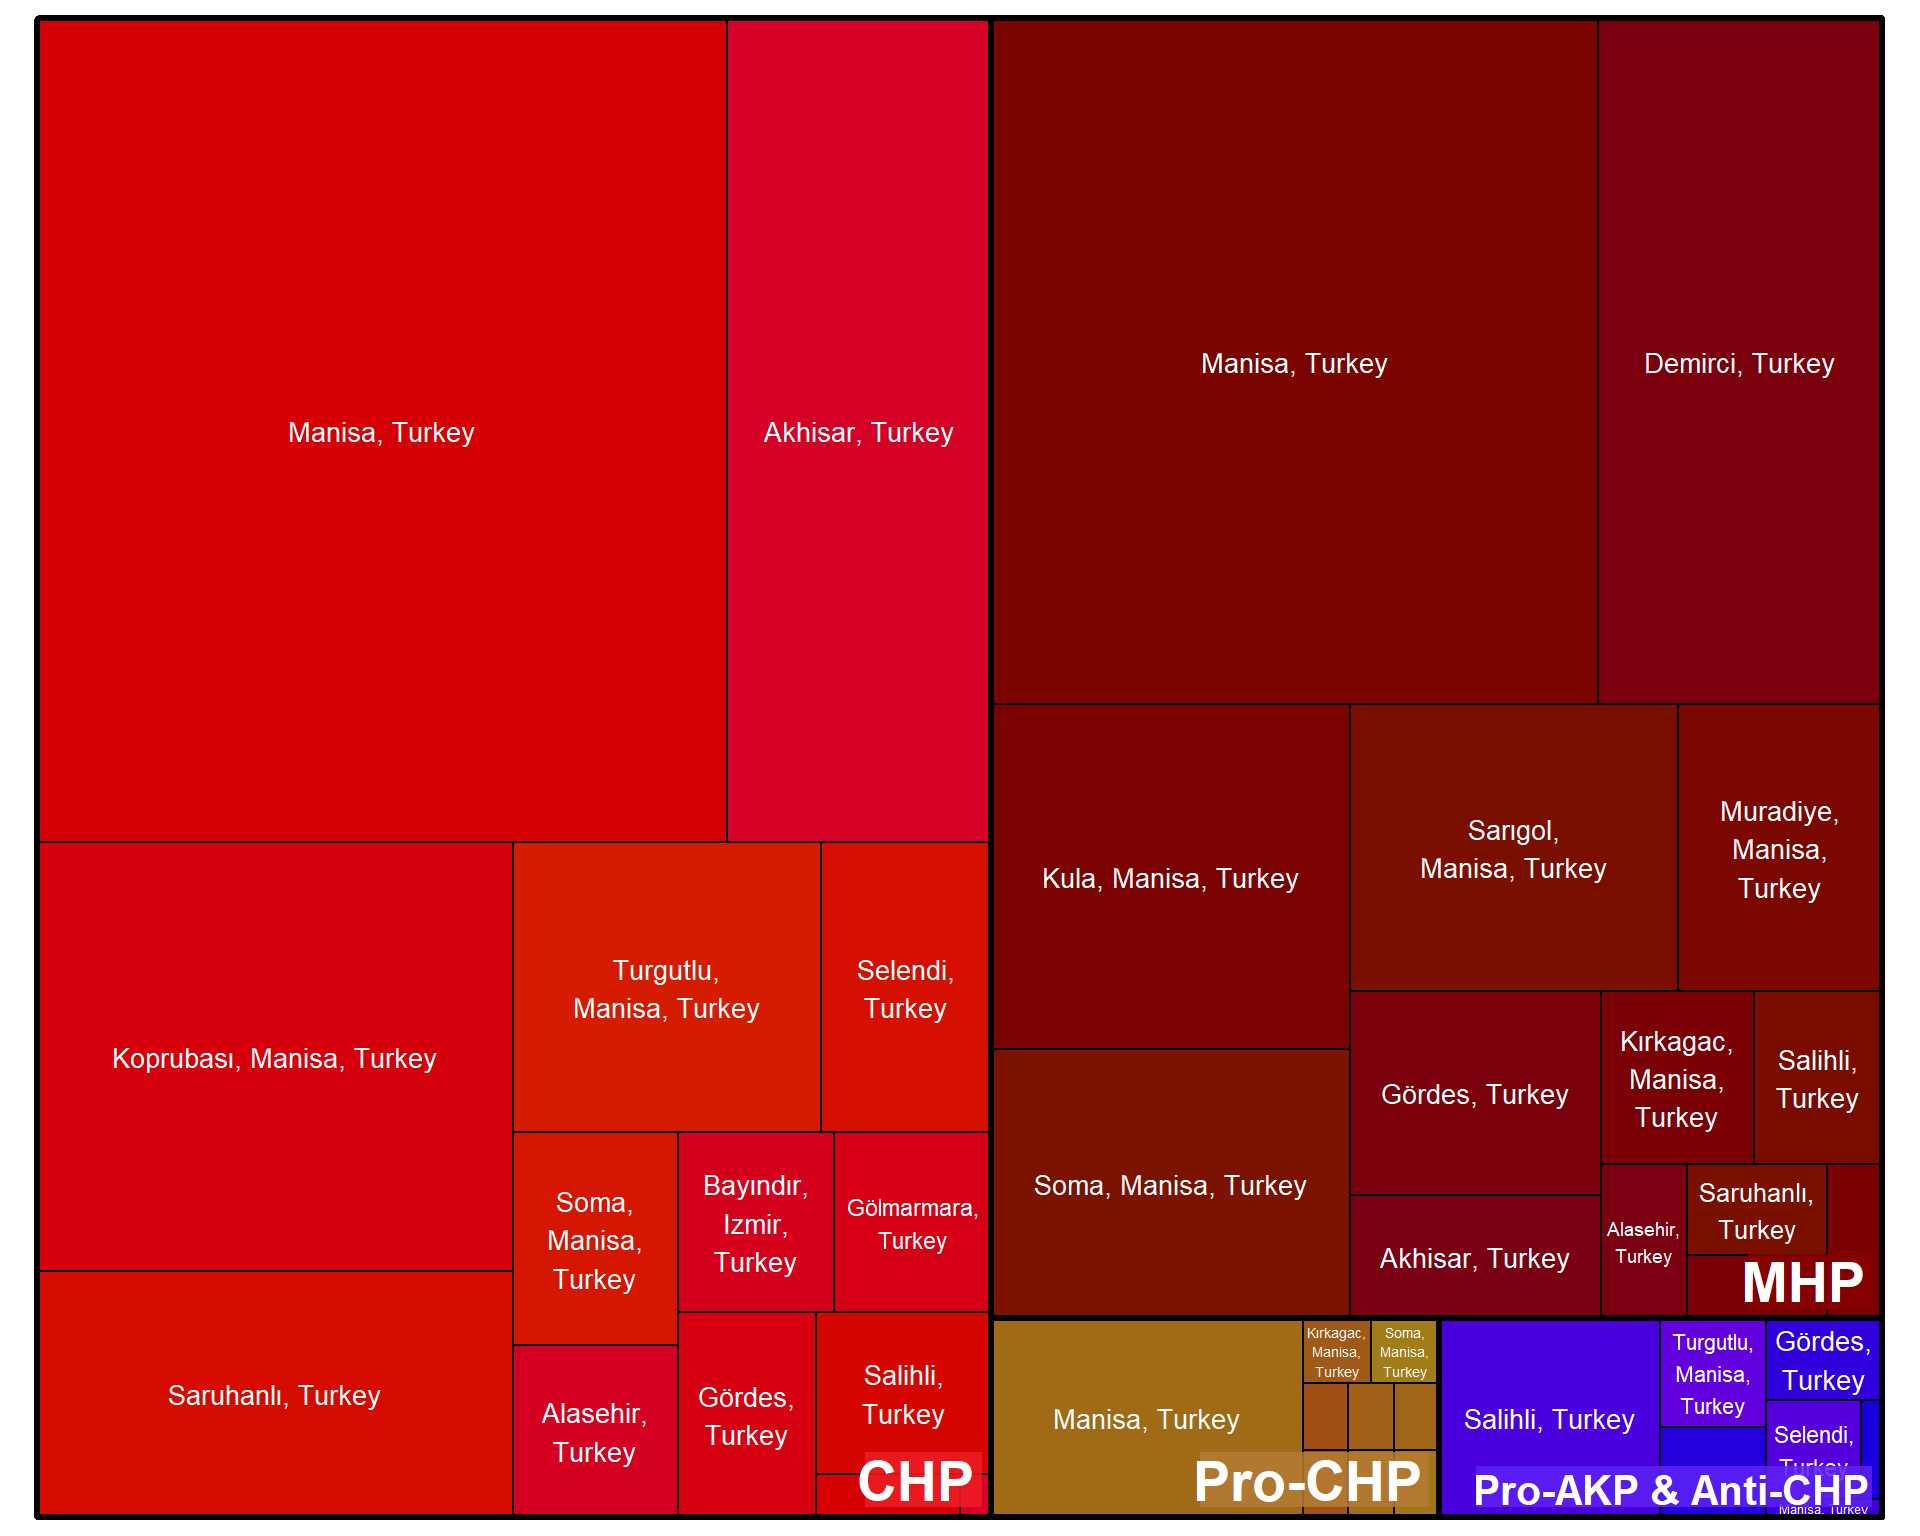 Manisa, Turkey
Akhisar, Turkey
Koprubası, Manisa, Turkey
Turgutlu,
Manisa, Turkey
Selendi,
Turkey
Soma,
Manisa,
Turkey
Bayındır,
Izmir,
Turkey
Gölmarmara,
Turkey
Saruhanlı, Turkey
Alasehir,
Turkey
Gördes,
Turkey
Salihli,
Turkey
CHP
Manisa, Turkey
Demirci, Turkey
Kula, Manisa, Turkey
Sarıgol,
Manisa, Turkey
Muradiye,
Manisa,
Turkey
Soma, Manisa, Turkey
Gördes, Turkey
Kırkagac,
Manisa,
Turkey
Salihli,
Turkey
Akhisar, Turkey
Alasehir,
Turkey
Saruhanlı,
Turkey
MHP
Manisa, Turkey
Kırkagac,
Manisa,
Turkey
Soma,
Manisa,
Turkey
Pro-CHP
Salihli, Turkey
Turgutlu,
Manisa,
Turkey
Gördes,
Turkey
Selendi,
Turkey
Pro-AKP & Anti-CHP
Manisa, Turkey